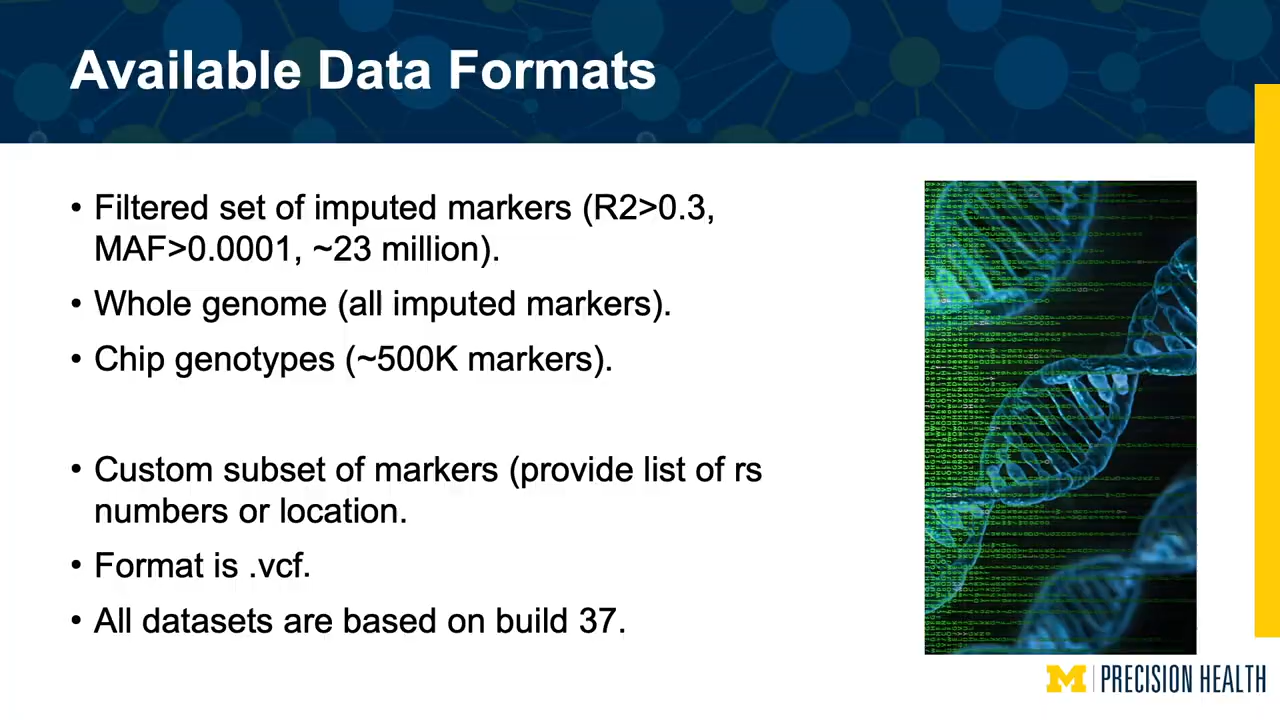 Available Data Formats
• Filtered set of imputed markers (R2>0.3,
MAF>0.0001, ~23 million).
• Whole genome (all imputed markers).
• Chip genotypes (~500K markers).
• Custom subset of markers (provide list of rs
numbers or location.
• Format is .vcf.
• All datasets are based on build 37.
M PRECISION HEALTH